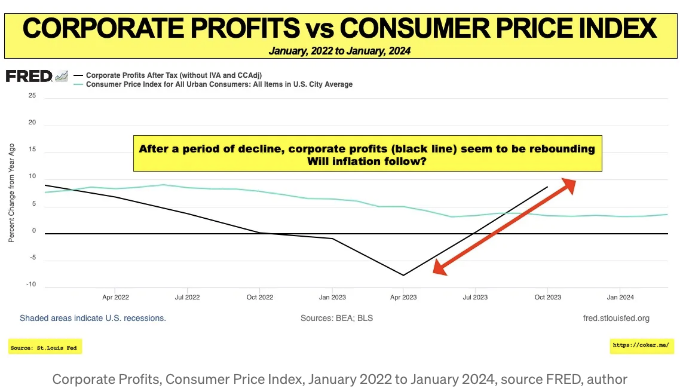 CORPORATE PROFITS vs CONSUMER PRICE INDEX
January, 2022 to January, 2024
FRED
Corporate Profits After Tax (without IVA and CCAdj)
Consumer Price Index for All Urban Consumers: All Items in U.S. City Average
25
20
15
10
5
0
-5
-10
Percent Change from Year Ago
After a period of decline, corporate profits (black line) seem to be rebounding
Will inflation follow?
Apr 2022 Jul 2022 Oct 2022 Jan 2023 Apr 2023 Jul 2023 Oct 2023 Jan 2024
Shaded areas indicate U.S. recessions. Sources: BEA; BLS fred.stlouisfed.org
Source: St.Louis Fed https://coker.me/
Corporate Profits, Consumer Price Index, January 2022 to January 2024, source FRED, author